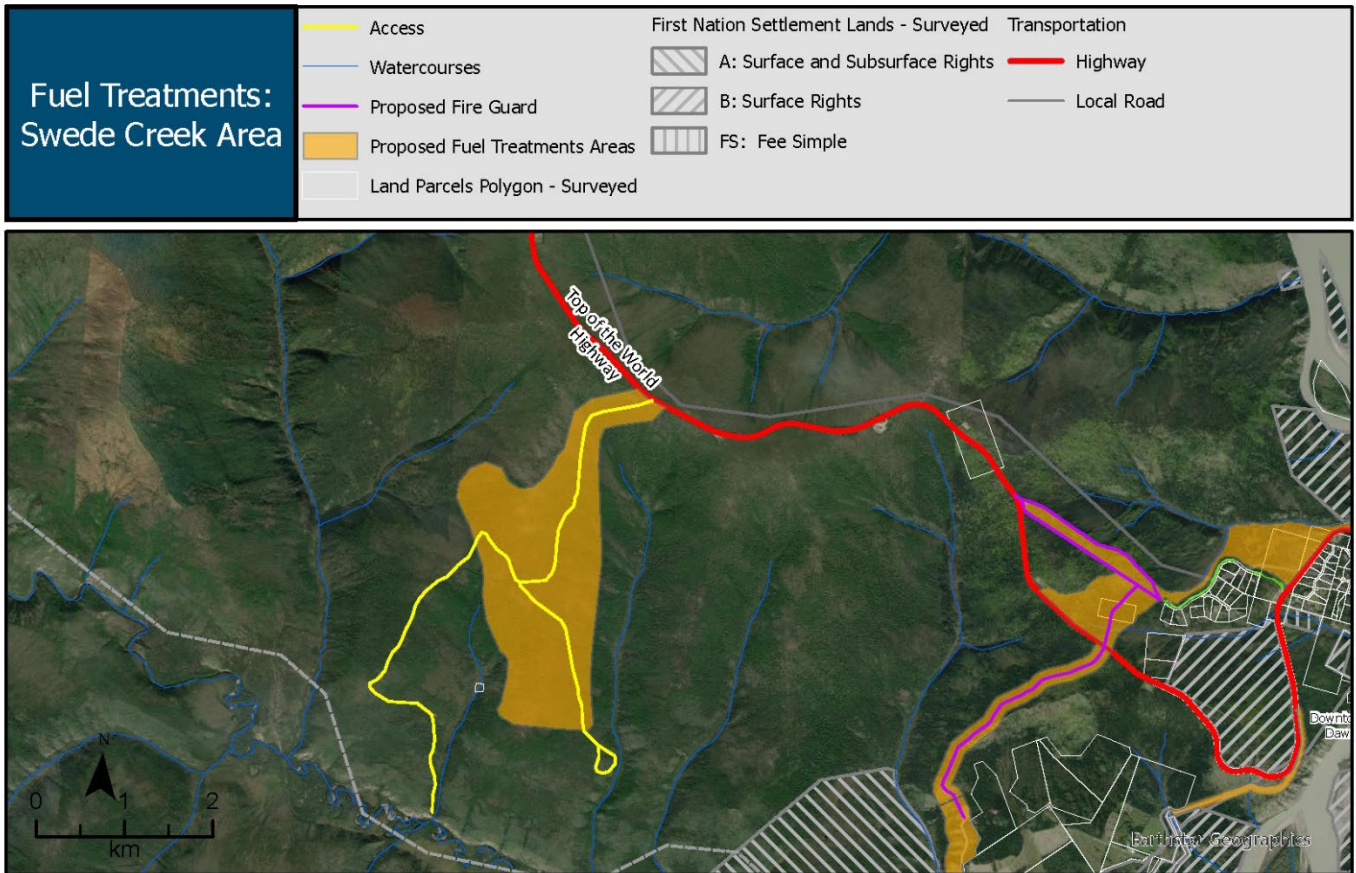 Fuel Treatments:
Swede Creek Area
Access
Watercourses
Proposed Fire Guard
Proposed Fuel Treatments Areas
Land Parcels Polygon - Surveyed
First Nation Settlement Lands - Surveyed
A: Surface and Subsurface Rights
B: Surface Rights
FS: Fee Simple
Transportation
Highway
Local Road
Top of the World
Highway
Downto
Daw
N
0 1 2
km
Earthstar Geographics